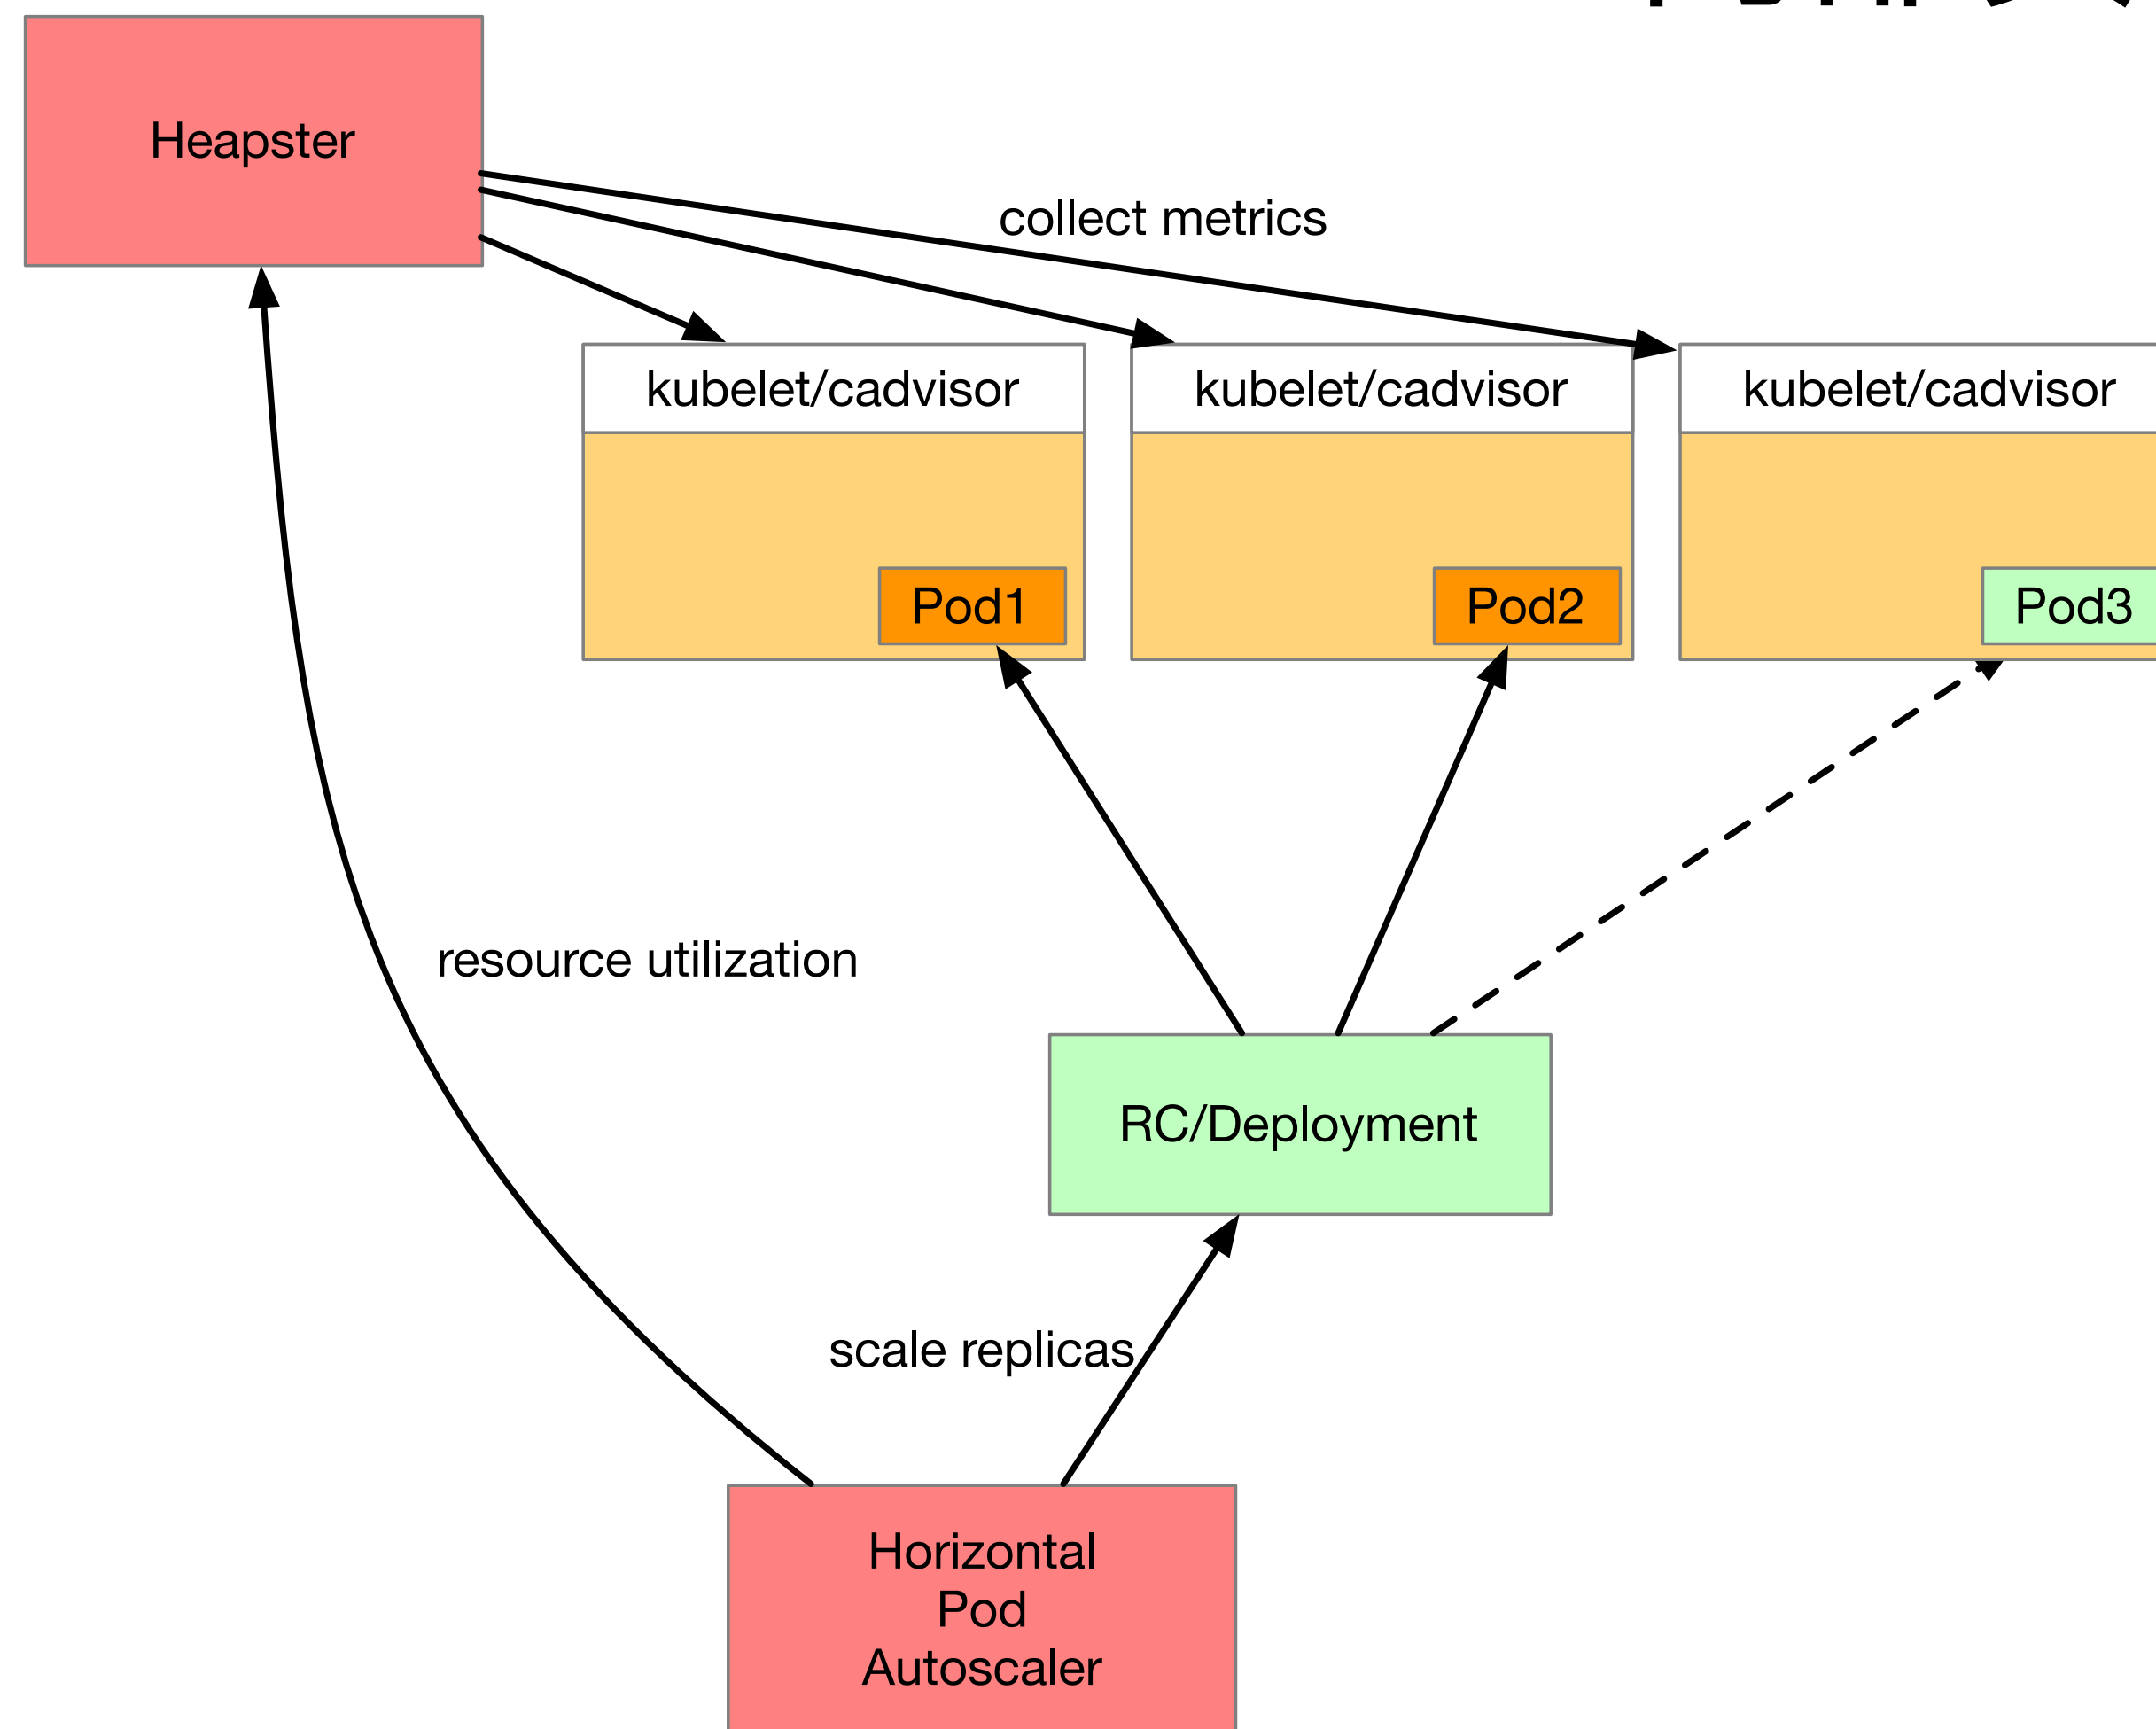 Heapster
collect metrics
kubelet/cadvisor
kubelet/cadvisor
kubelet/cadvisor
Pod1
Pod2
Pod3
resource utilization
RC/Deployment
scale replicas
Horizontal
Pod
Autoscaler